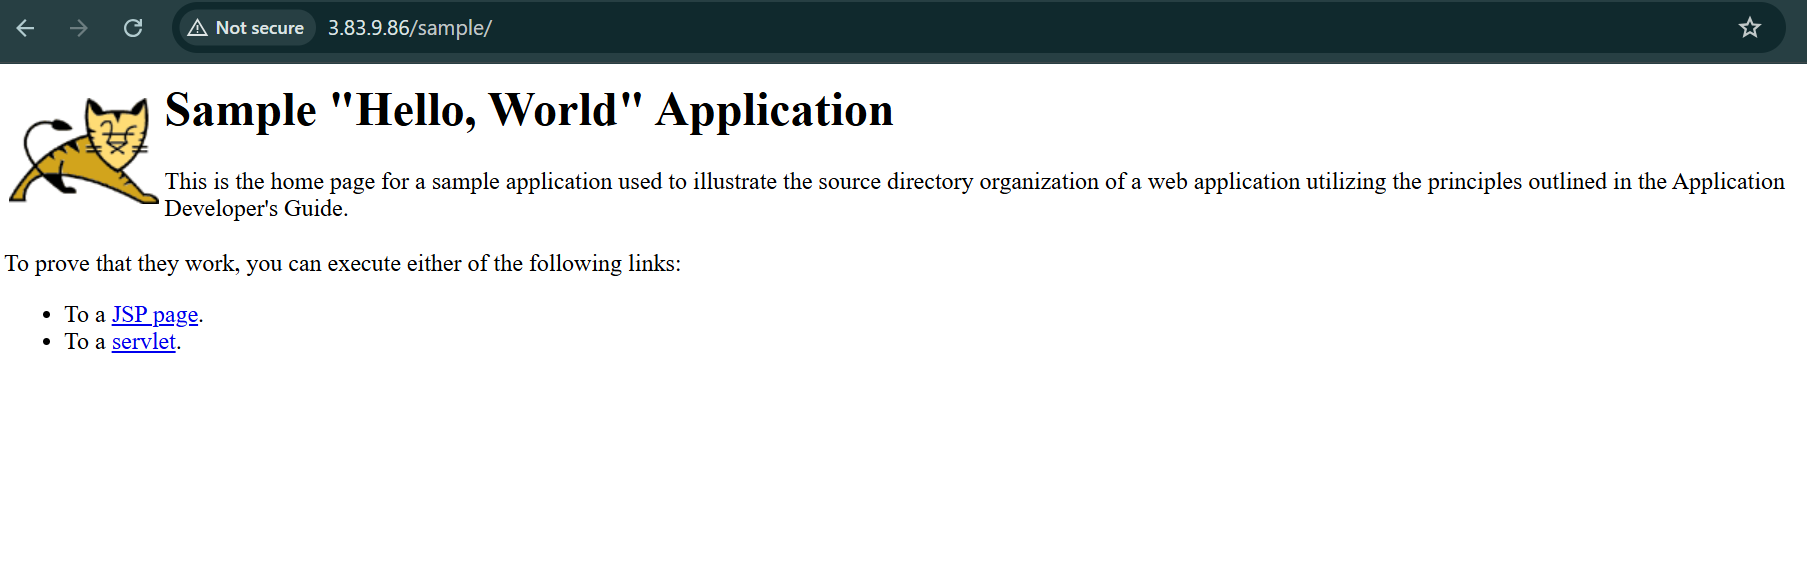 Not secure 3.83.9.86/sample/
Sample "Hello, World" Application
This is the home page for a sample application used to illustrate the source directory organization of a web application utilizing the principles outlined in the Application
Developer's Guide.
To prove that they work, you can execute either of the following links:
• To a JSP page.
• To a servlet.